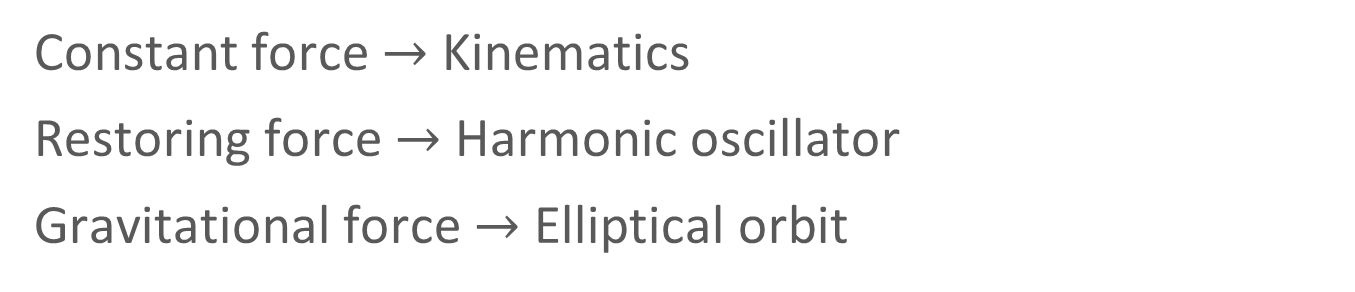 Constant force → Kinematics
Restoring force → Harmonic oscillator
Gravitational force → Elliptical orbit